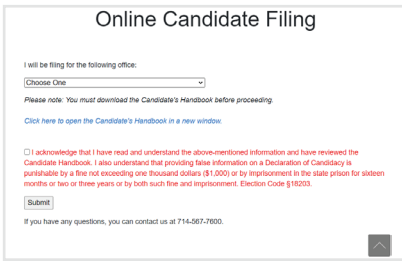 Online Candidate Filing
I will be filing for the following office:
Choose One
Please note: You must download the Candidate's Handbook before proceeding.
Click here to open the Candidate's Handbook in a new window.
I acknowledge that I have read and understand the above-mentioned information and have reviewed the
Candidate Handbook. I also understand that providing false information on a Declaration of Candidacy is
punishable by a fine not exceeding one thousand dollars ($1,000) or by imprisonment in the state prison for sixteen
months or two or three years or by both such fine and imprisonment. Election Code §18203.
Submit
If you have any questions, you can contact us at 714-567-7600.